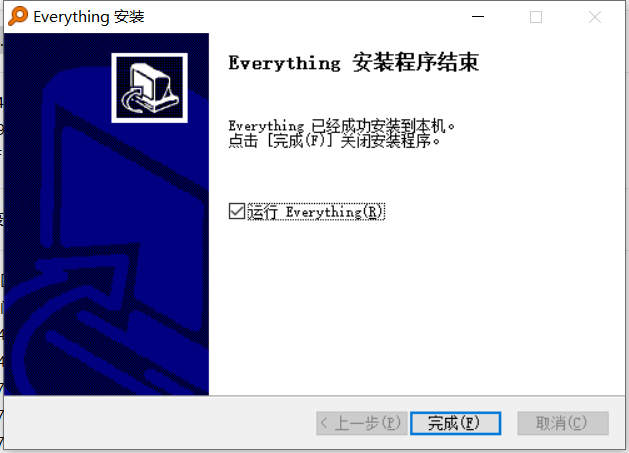 Everything 安装
Everything 安装程序结束
Everything 已经成功安装到本机。
点击 [完成(F)] 关闭安装程序。
运行 Everything(R)
< 上一步(P)
完成(F)
取消(C)